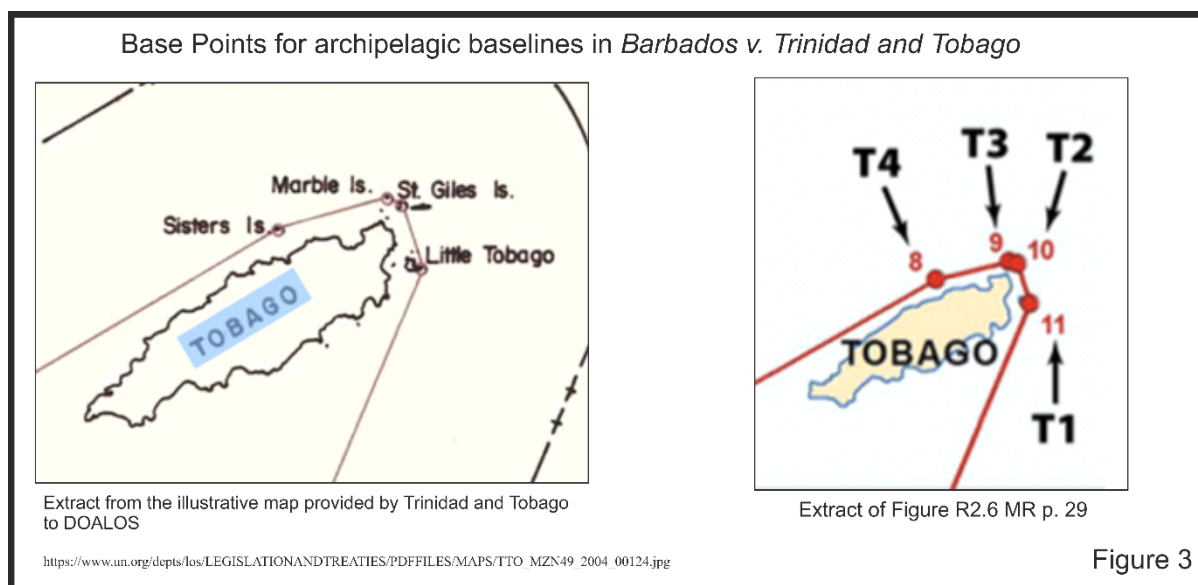 Base Points for archipelagic baselines in Barbados v. Trinidad and Tobago
Marble Is.
St. Giles Is.
Sisters Is.
Little Tobago
TOBAGO
T4
T3
T2
8
9
10
11
TOBAGO
T1
Extract from the illustrative map provided by Trinidad and Tobago
to DOALOS
Extract of Figure R2.6 MR p. 29
https://www.un.org/depts/los/LEGISLATIONANDTREATIES/PDFFILES/MAPS/TTO_MZN49_2004_00124.jpg
Figure 3